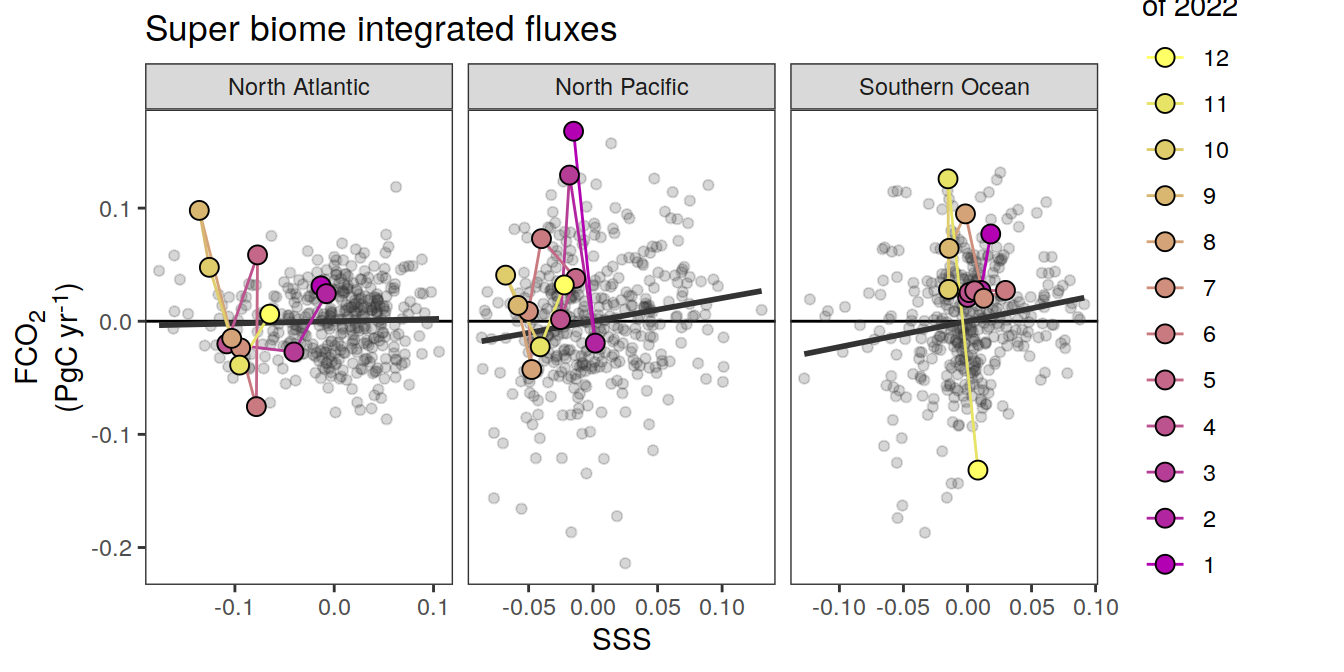 of 2022
Super biome integrated fluxes
North Atlantic North Pacific Southern Ocean
12
11
10
9
8
7
6
5
4
3
2
1
0.1
0.0
-0.1
-0.2
FCO₂
(PgC yr⁻¹)
-0.1 0.0 0.1 -0.05 0.00 0.05 0.10 -0.10 -0.05 0.00 0.05 0.10
SSS